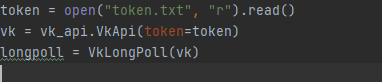 token = open("token.txt", "r").read()
vk = vk_api.VkApi(token=token)
longpoll = VkLongPoll(vk)